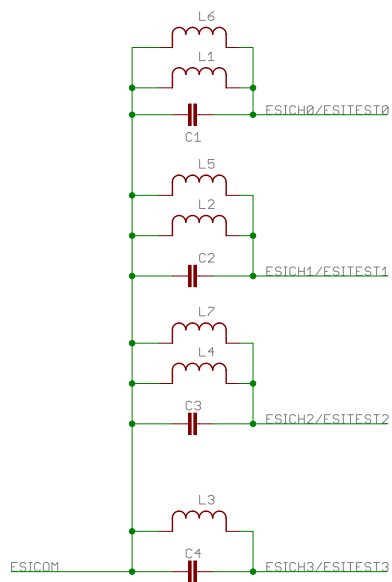 L6
L1
ESICH0/ESITEST0
C1
L5
L2
C2
ESICH1/ESITEST1
L7
L4
C3
ESICH2/ESITEST2
L3
C4
ESICOM
ESICH3/ESITEST3